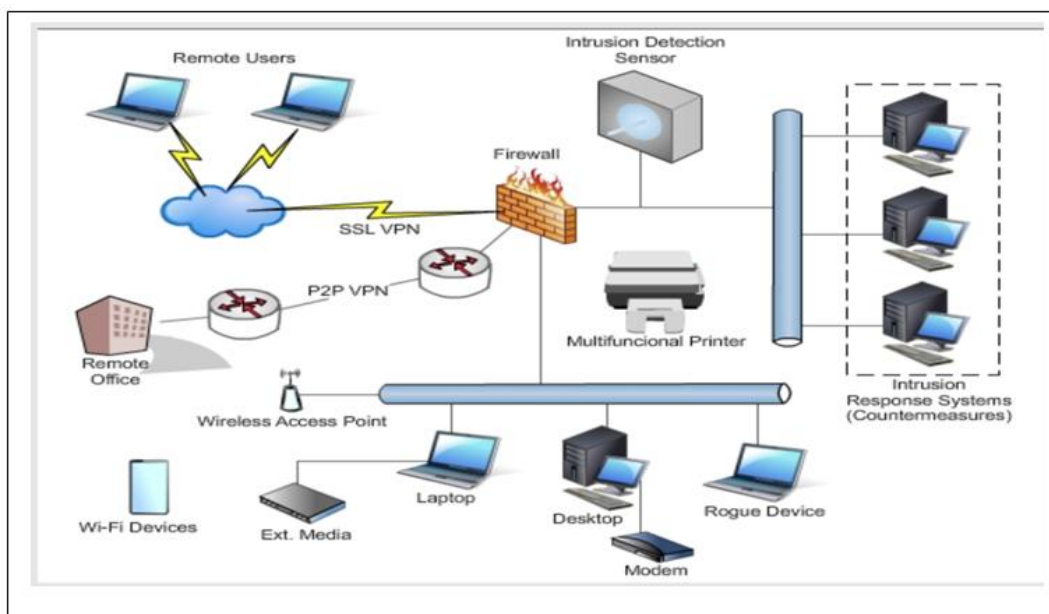 Remote Users
Intrusion Detection
Sensor
Firewall
SSL VPN
P2P VPN
Remote
Office
Multifuncional Printer
Intrusion
Response Systems
(Countermeasures)
Wireless Access Point
Wi-Fi Devices
Ext. Media
Laptop
Desktop
Modem
Rogue Device